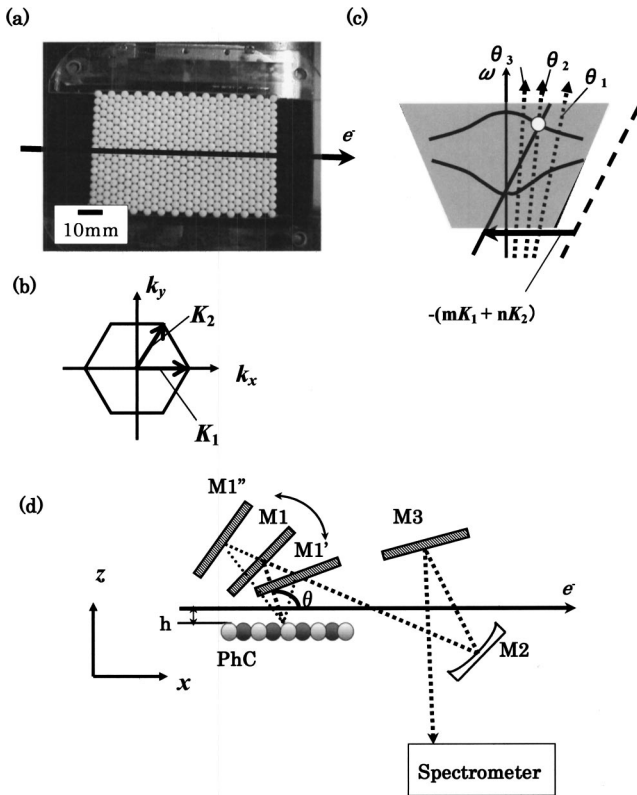 (a)
e-
10mm
(b)
ky
K2
kx
K1
(c)
θ3
ω
θ2
θ1
-(mK1 + nK2)
(d)
M1"
M1
M1'
M3
z
θ
e-
h
PhC
M2
x
Spectrometer